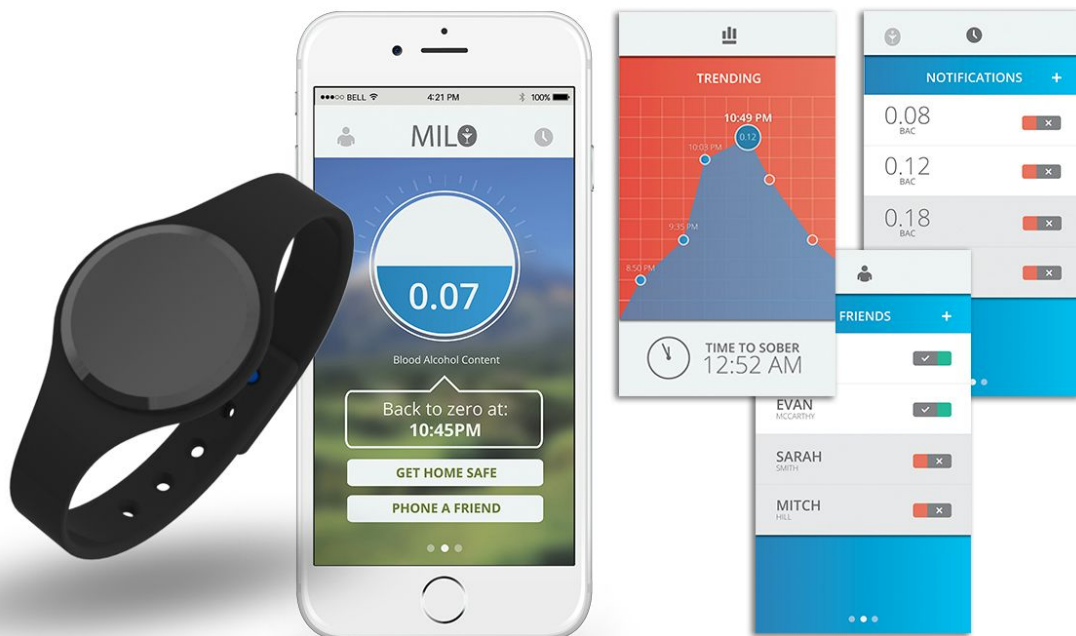 BELL
4:21 PM
100%
MILO
0.07
Blood Alcohol Content
Back to zero at:
10:45PM
GET HOME SAFE
PHONE A FRIEND
TRENDING
10:49 PM
0.12
10:03 PM
9:35 PM
8:50 PM
TIME TO SOBER
12:52 AM
NOTIFICATIONS +
0.08
BAC
0.12
BAC
0.18
BAC
FRIENDS +
EVAN
MCCARTHY
SARAH
SMITH
MITCH
HILL